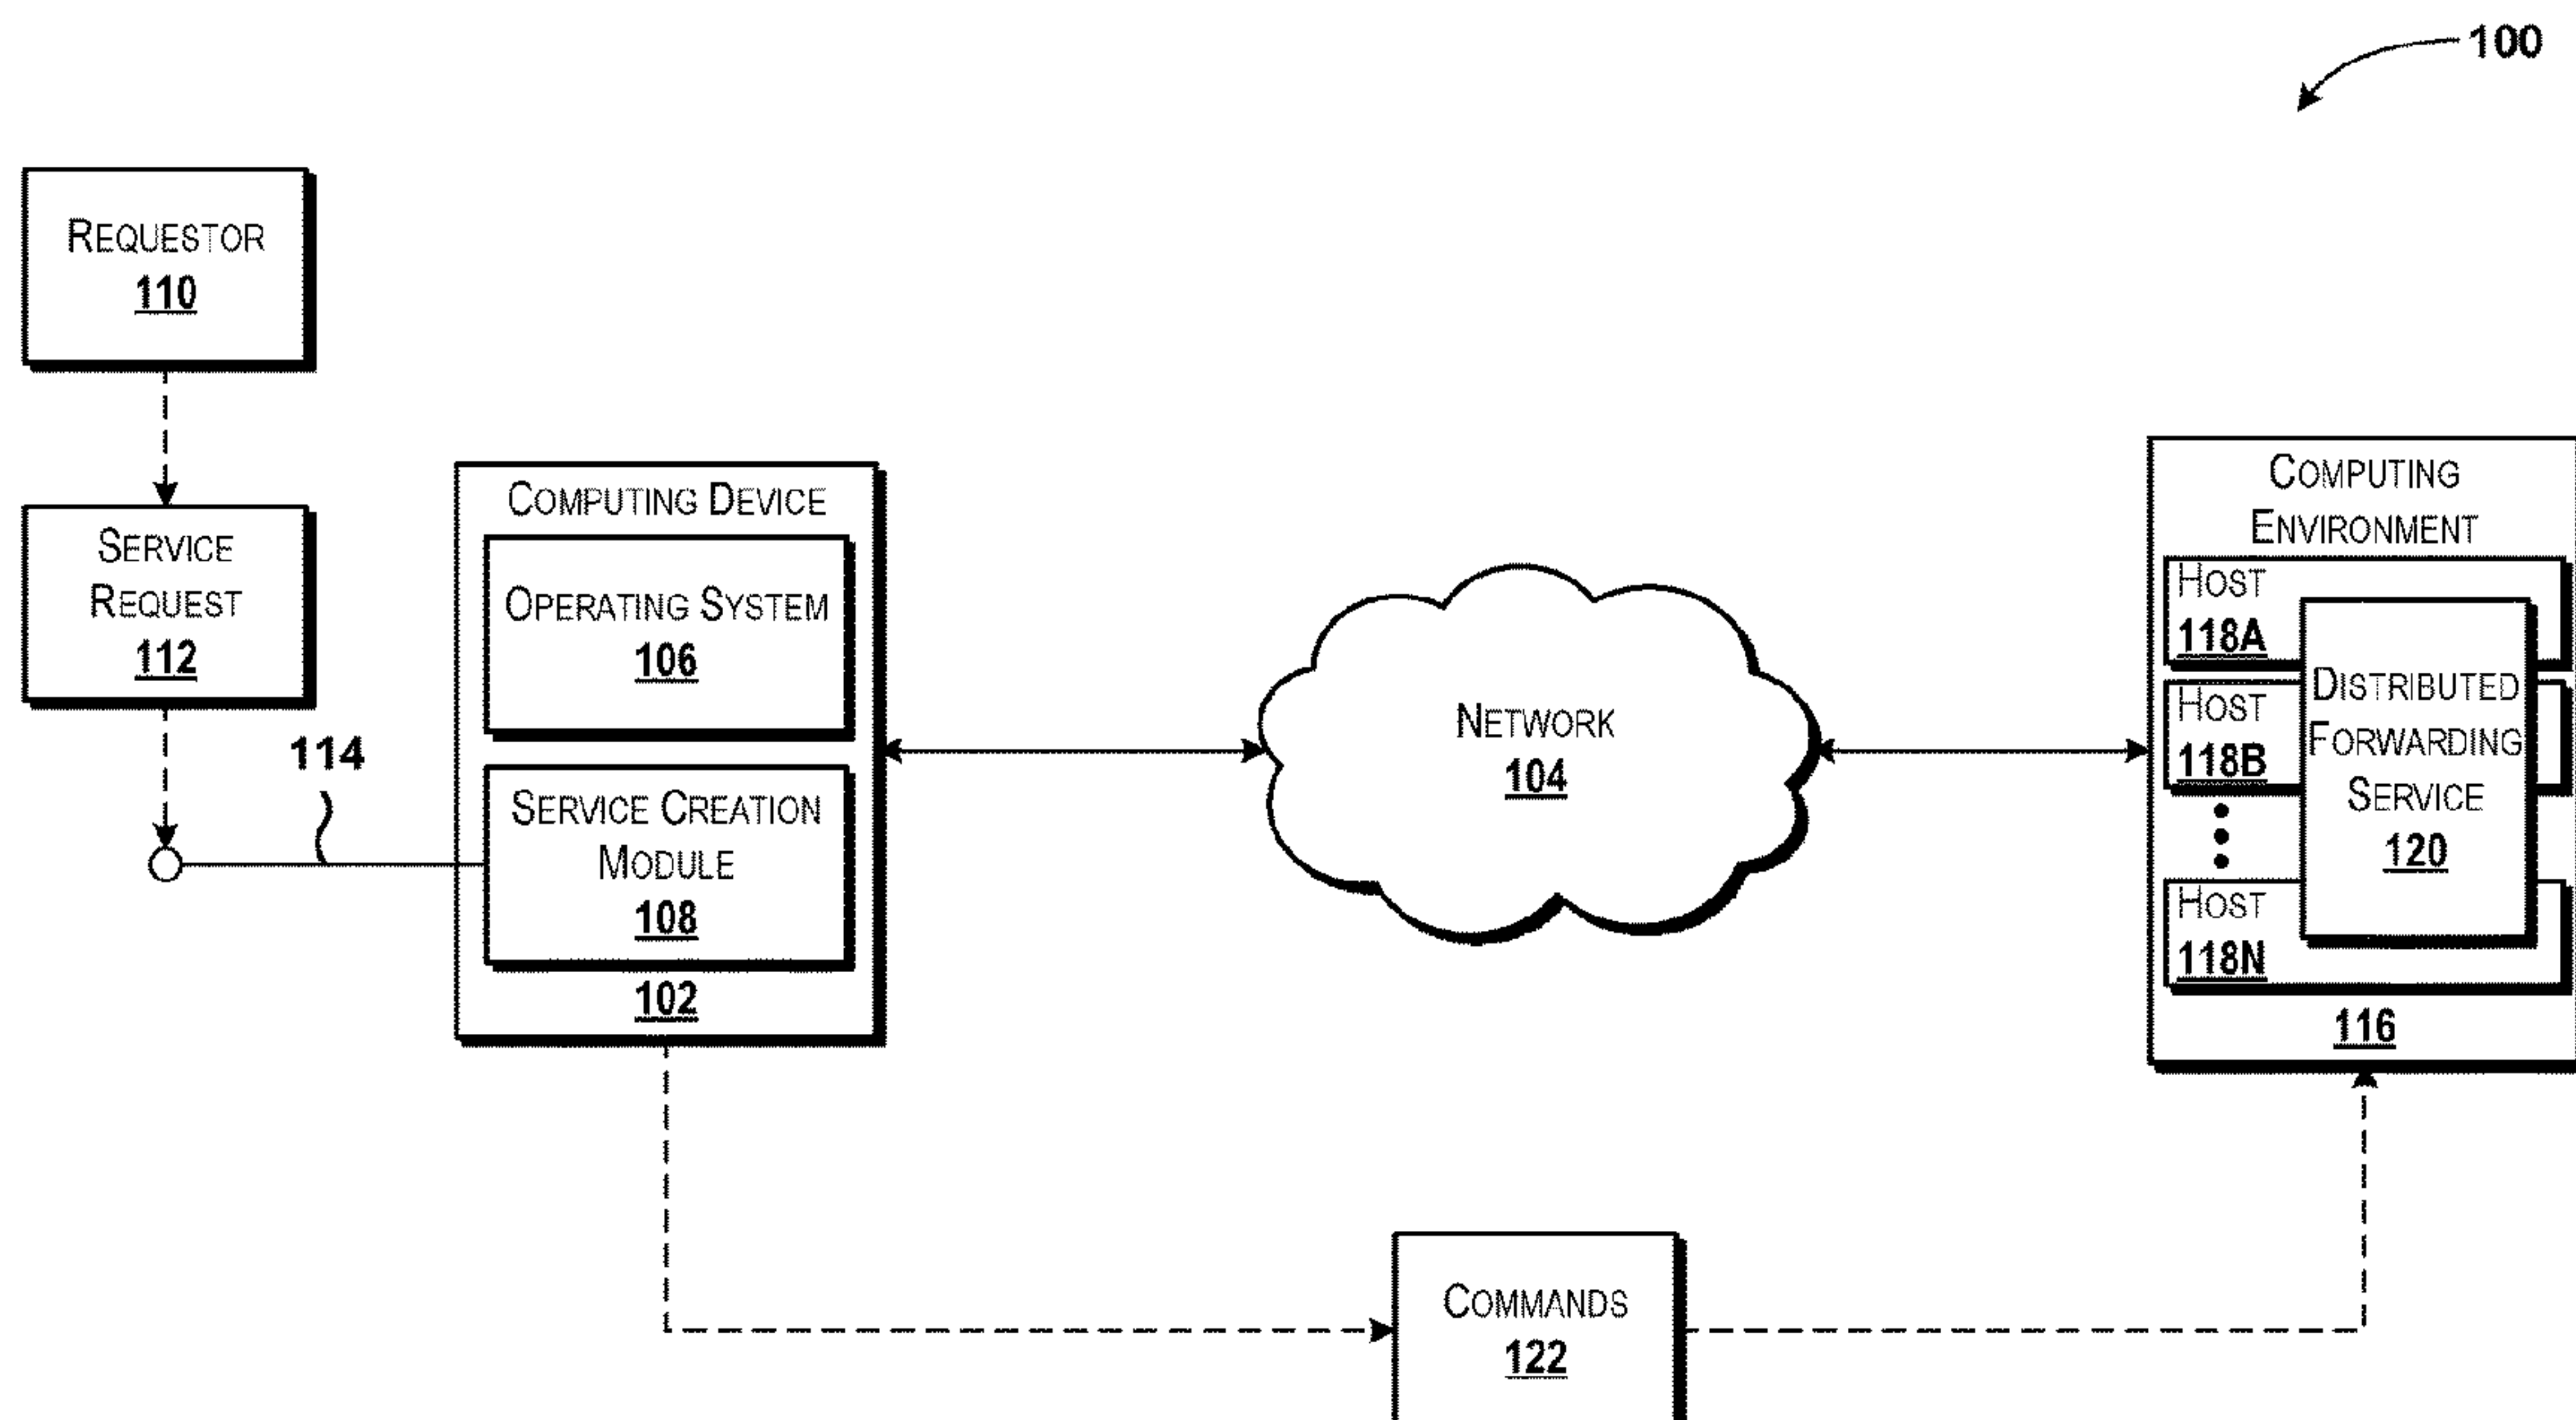 100
REQUESTOR
110
SERVICE
REQUEST
112
114
COMPUTING DEVICE
OPERATING SYSTEM
106
SERVICE CREATION
MODULE
108
102
NETWORK
104
COMPUTING
ENVIRONMENT
HOST
118A
HOST
118B
HOST
118N
DISTRIBUTED
FORWARDING
SERVICE
120
116
COMMANDS
122